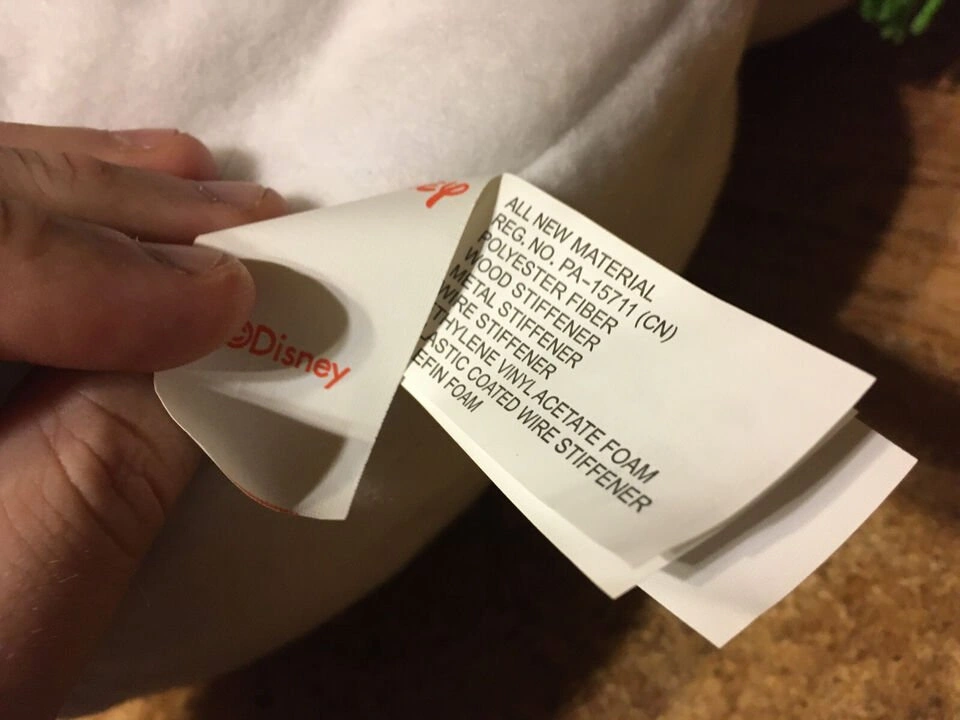 ©Disney
ALL NEW MATERIAL
REG. NO. PA-15711 (CN)
POLYESTER FIBER
WOOD STIFFENER
METAL STIFFENER
WIRE STIFFENER
THYLENE VINYL ACETATE FOAM
ASTIC COATED WIRE STIFFENER
EFIN FOAM